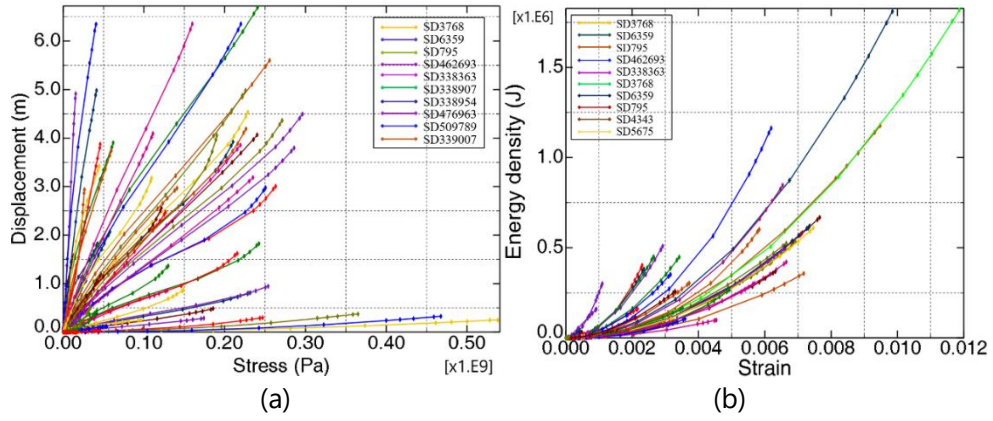 6.0
5.0
4.0
3.0
2.0
1.0
0.0
Displacement (m)
SD3768
SD6359
SD795
SD462693
SD338363
SD338907
SD338954
SD476963
SD509789
SD339007
0.00
0.10
0.20
0.30
0.40
0.50
Stress (Pa)
[x1.E9]
(a)
[x1.E6]
1.5
1.0
0.5
0.0
Energy density (J)
SD3768
SD6359
SD795
SD462693
SD338363
SD3768
SD6359
SD795
SD4343
SD5675
0.000
0.002
0.004
0.006
0.008
0.010
0.012
Strain
(b)